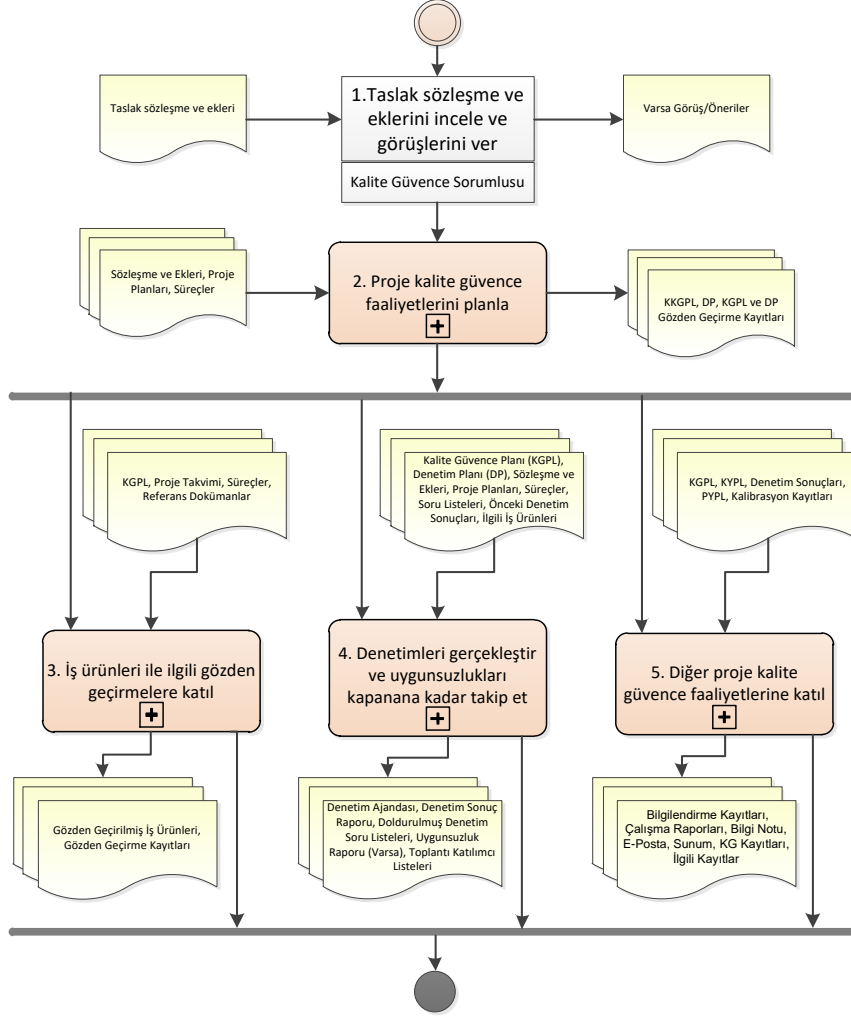 1.Taslak sözleşme ve
eklerini incele ve
görüşlerini ver
Kalite Güvence Sorumlusu
Taslak sözleşme ve ekleri
Varsa Görüş/Öneriler
Sözleşme ve Ekleri, Proje
Planları, Süreçler
2. Proje kalite güvence
faaliyetlerini planla
KKGPL, DP, KGPL ve DP
Gözden Geçirme Kayıtları
KGPL, Proje Takvimi, Süreçler,
Referans Dokümanlar
Kalite Güvence Planı (KGPL),
Denetim Planı (DP), Sözleşme ve
Ekleri, Proje Planları, Süreçler,
Soru Listeleri, Önceki Denetim
Sonuçları, İlgili İş Ürünleri
KGPL, KYPL, Denetim Sonuçları,
PYPL, Kalibrasyon Kayıtları
3. İş ürünleri ile ilgili gözden
geçirmelere katıl
4. Denetimleri gerçekleştir
ve uygunsuzlukları
kapanana kadar takip et
5. Diğer proje kalite
güvence faaliyetlerine katıl
Gözden Geçirilmiş İş Ürünleri,
Gözden Geçirme Kayıtları
Denetim Ajandası, Denetim Sonuç
Raporu, Doldurulmuş Denetim
Soru Listeleri, Uygunsuzluk
Raporu (Varsa), Toplantı Katılımcı
Listeleri
Bilgilendirme Kayıtları,
Çalışma Raporları, Bilgi Notu,
E-Posta, Sunum, KG Kayıtları,
İlgili Kayıtlar